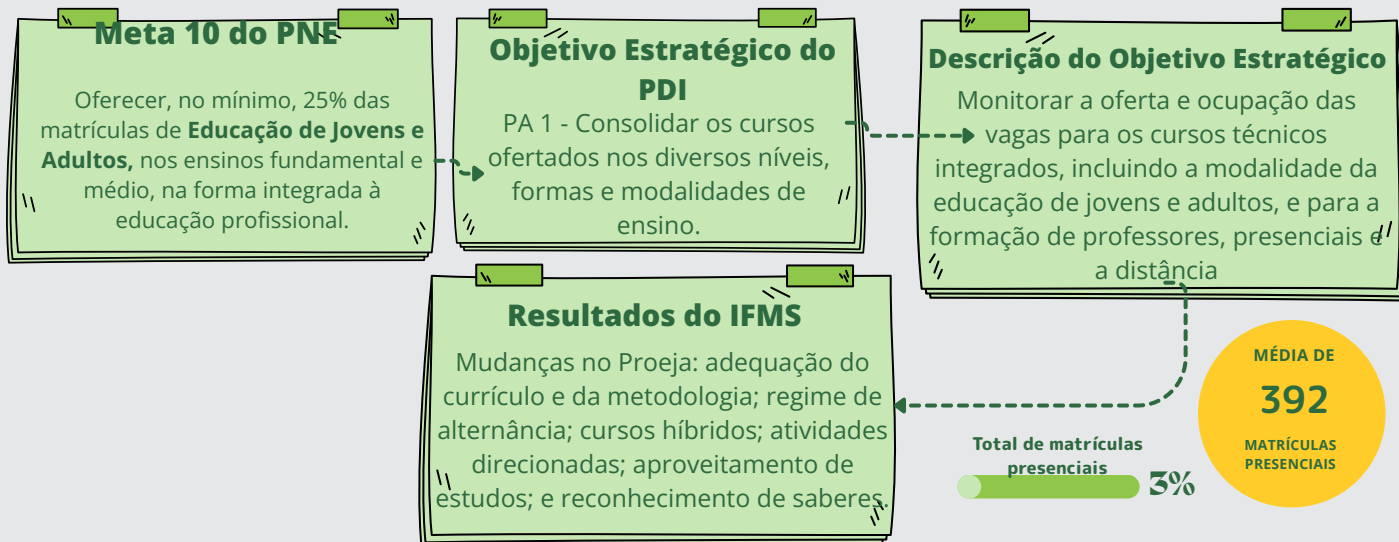 Meta 10 do PNE
Oferecer, no mínimo, 25% das
matrículas de Educação de Jovens e
Adultos, nos ensinos fundamental e
médio, na forma integrada à
educação profissional.
Objetivo Estratégico do
PDI
PA 1 - Consolidar os cursos
ofertados nos diversos níveis,
formas e modalidades de
ensino.
Descrição do Objetivo Estratégico
Monitorar a oferta e ocupação das
vagas para os cursos técnicos
integrados, incluindo a modalidade da
educação de jovens e adultos, e para a
formação de professores, presenciais e
a distância
Resultados do IFMS
Mudanças no Proeja: adequação do
currículo e da metodologia; regime de
alternância; cursos híbridos; atividades
direcionadas; aproveitamento de
estudos; e reconhecimento de saberes.
Total de matrículas
presenciais
3%
MÉDIA DE
392
MATRÍCULAS
PRESENCIAIS